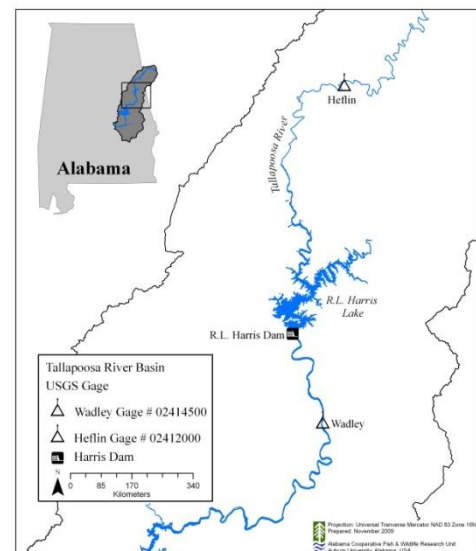 Alabama
Heflin
Tallapoosa River
R.L. Harris
Lake
R.L. Harris Dam
Wadley
Tallapoosa River Basin
USGS Gage
Wadley Gage # 02414500
Heflin Gage # 02412000
Harris Dam
N
0 85 170 340
Kilometers
Projection: Universal Transverse Mercator NAD 83 Zone
Prepared: November 2009
Alabama Cooperative Fish & Wildlife Research Unit
Auburn University, Alabama, USA